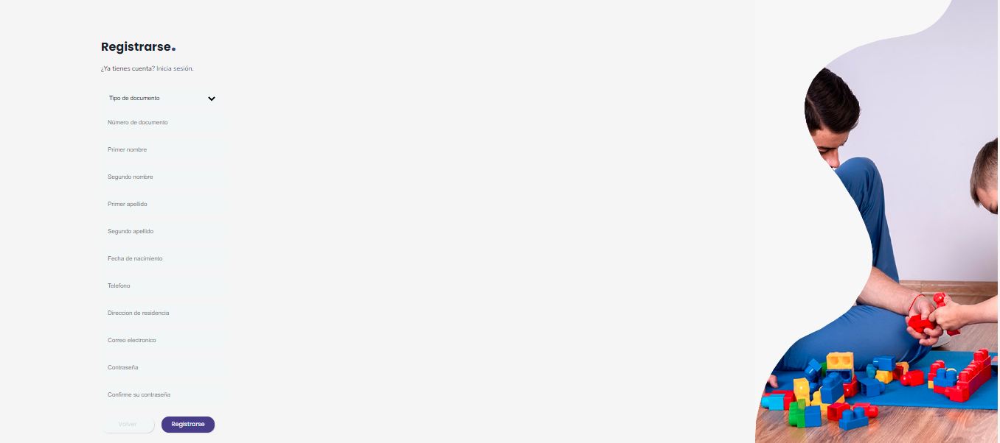 Registrarse.
¿Ya tienes cuenta? Inicia sesión.
Tipo de documento
Número de documento
Primer nombre
Segundo nombre
Primer apellido
Segundo apellido
Fecha de nacimiento
Telefono
Direccion de residencia
Correo electronico
Contraseña
Confirme su contraseña
Volver Registrarse